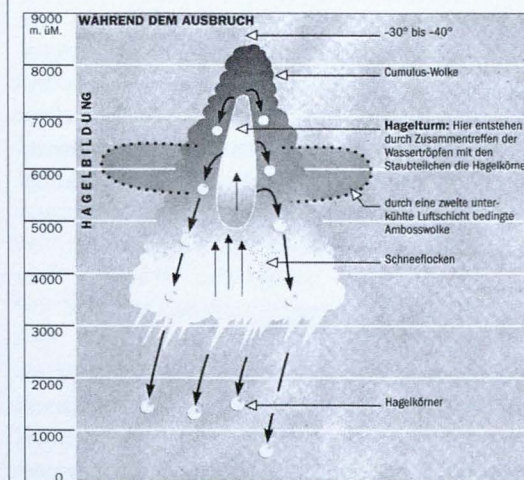 WÄHREND DEM AUSBRUCH
9000
m. üM.
-30° bis -40°
8000
Cumulus-Wolke
7000
Hagelturm: Hier entstehen
durch Zusammentreffen der
Wassertröpfen mit den
Staubteilchen die Hagelkörne
HAGELBILDUNG
6000
durch eine zweite unter-
kühlte Luftschicht bedingte
Ambosswolke
5000
Schneeflocken
4000
3000
2000
Hagelkörner
1000
0